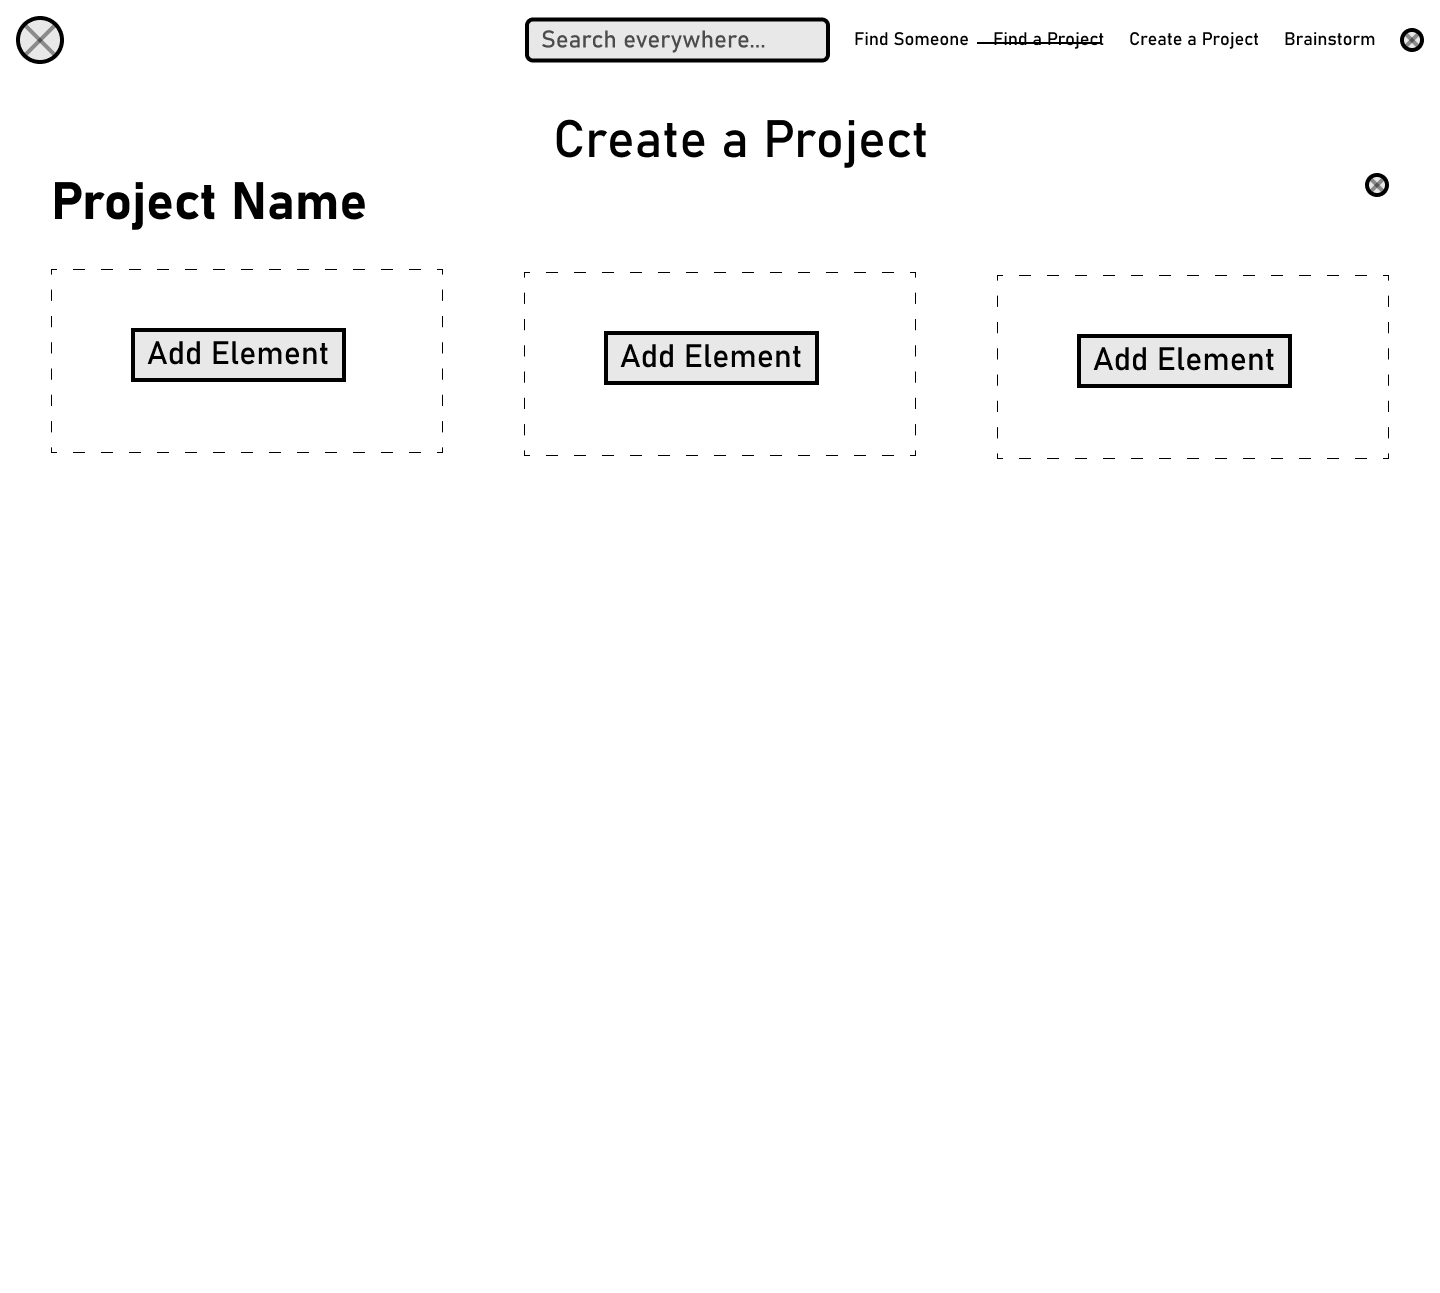 Search everywhere... Find Someone Find a Project Create a Project Brainstorm
Create a Project
Project Name
Add Element Add Element Add Element